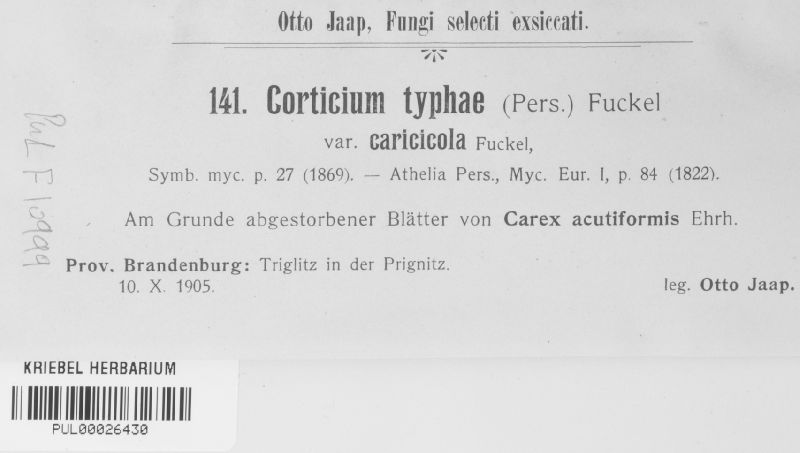 Otto Jaap, Fungi selecti exsiccati.
141. Corticium typhae (Pers.) Fuckel
var. caricicola Fuckel,
Symb. myc. p. 27 (1869). — Athelia Pers., Myc. Eur. I, p. 84 (1822).
Am Grunde abgestorbener Blätter von Carex acutiformis Ehrh.
Prov. Brandenburg: Triglitz in der Prignitz.
10. X. 1905.
leg. Otto Jaap.
PUL F
KRIEBEL HERBARIUM
PUL00026430